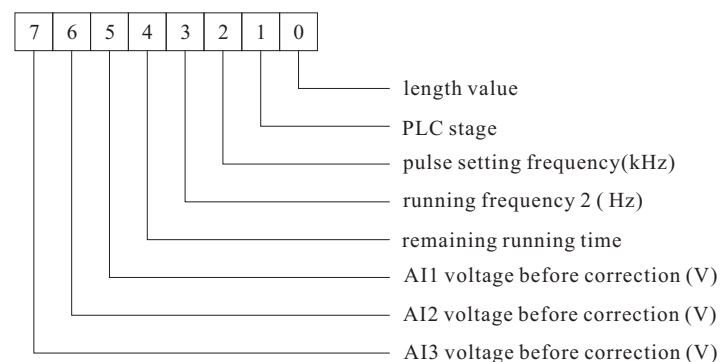 7 6 5 4 3 2 1 0
length value
PLC stage
pulse setting frequency(kHz)
running frequency 2 ( Hz)
remaining running time
AI1 voltage before correction (V)
AI2 voltage before correction (V)
AI3 voltage before correction (V)